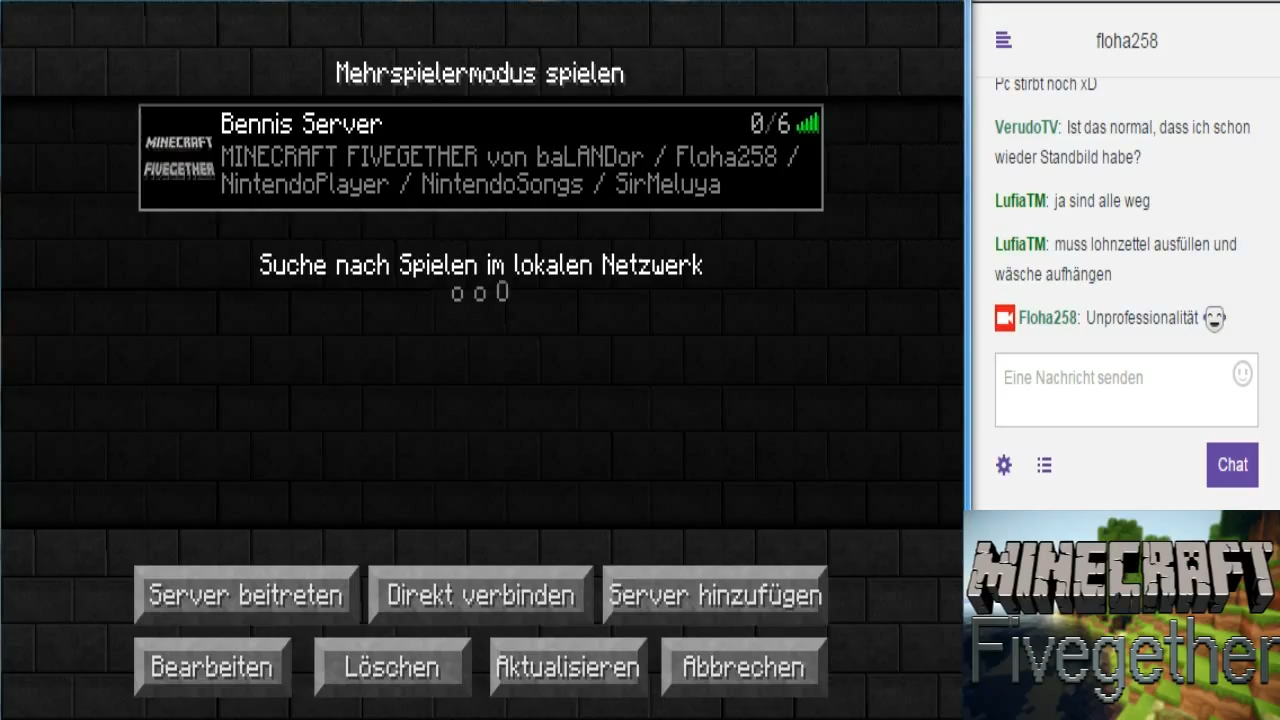 Mehrspielermodus spielen
MINECRAFT
FIVEGETHER
Bennis Server
0/6
MINECRAFT FIVEGETHER von baLANDor / Floha258 /
NintendoPlayer / NintendoSongs / SirMeluya
Suche nach Spielen im lokalen Netzwerk
o o O
Server beitreten
Direkt verbinden
Server hinzufügen
Bearbeiten
Löschen
Aktualisieren
Abbrechen
floha258
Pc stirbt noch xD
VerudoTV: Ist das normal, dass ich schon
wieder Standbild habe?
LufiaTM: ja sind alle weg
LufiaTM: muss lohnzettel ausfüllen und
wäsche aufhängen
Floha258: Unprofessionalität
Eine Nachricht senden
Chat
MINECRAFT
Fivegether